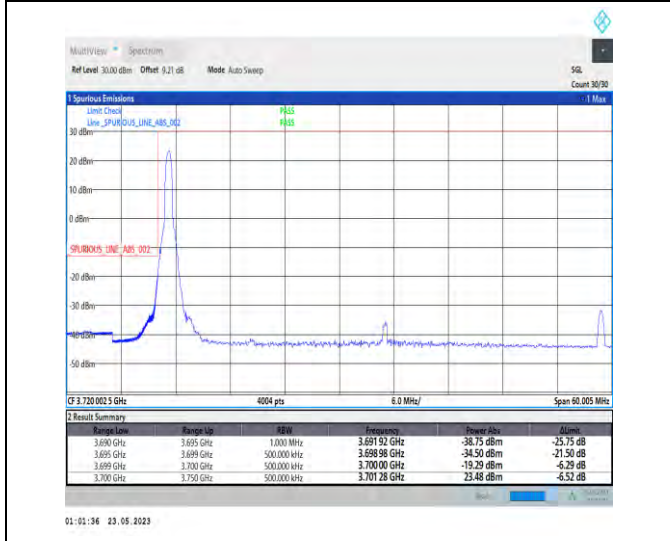 MultiView Spectrum
Ref Level 30.00 dBm Offset 9.21 dB Mode Auto Sweep SGL
Count 30/30
1 Spurious Emissions 1 Max
Limit Check PASS
Line _SPURIOUS_LINE_ABS_002 PASS
30 dBm
20 dBm
10 dBm
0 dBm
_SPURIOUS_LINE_ABS_002
-20 dBm
-30 dBm
-40 dBm
-50 dBm
CF 3.720 002 5 GHz 4004 pts 6.0 MHz/ Span 60.005 MHz
2 Result Summary
Range Low Range Up RBW Frequency Power Abs ΔLimit
3.690 GHz 3.695 GHz 1.000 MHz 3.691 92 GHz -38.75 dBm -25.75 dB
3.695 GHz 3.699 GHz 500.000 kHz 3.698 98 GHz -34.50 dBm -21.50 dB
3.699 GHz 3.700 GHz 500.000 kHz 3.700 00 GHz -19.29 dBm -6.29 dB
3.700 GHz 3.750 GHz 500.000 kHz 3.701 28 GHz 23.48 dBm -6.52 dB
01:01:36 23.05.2023